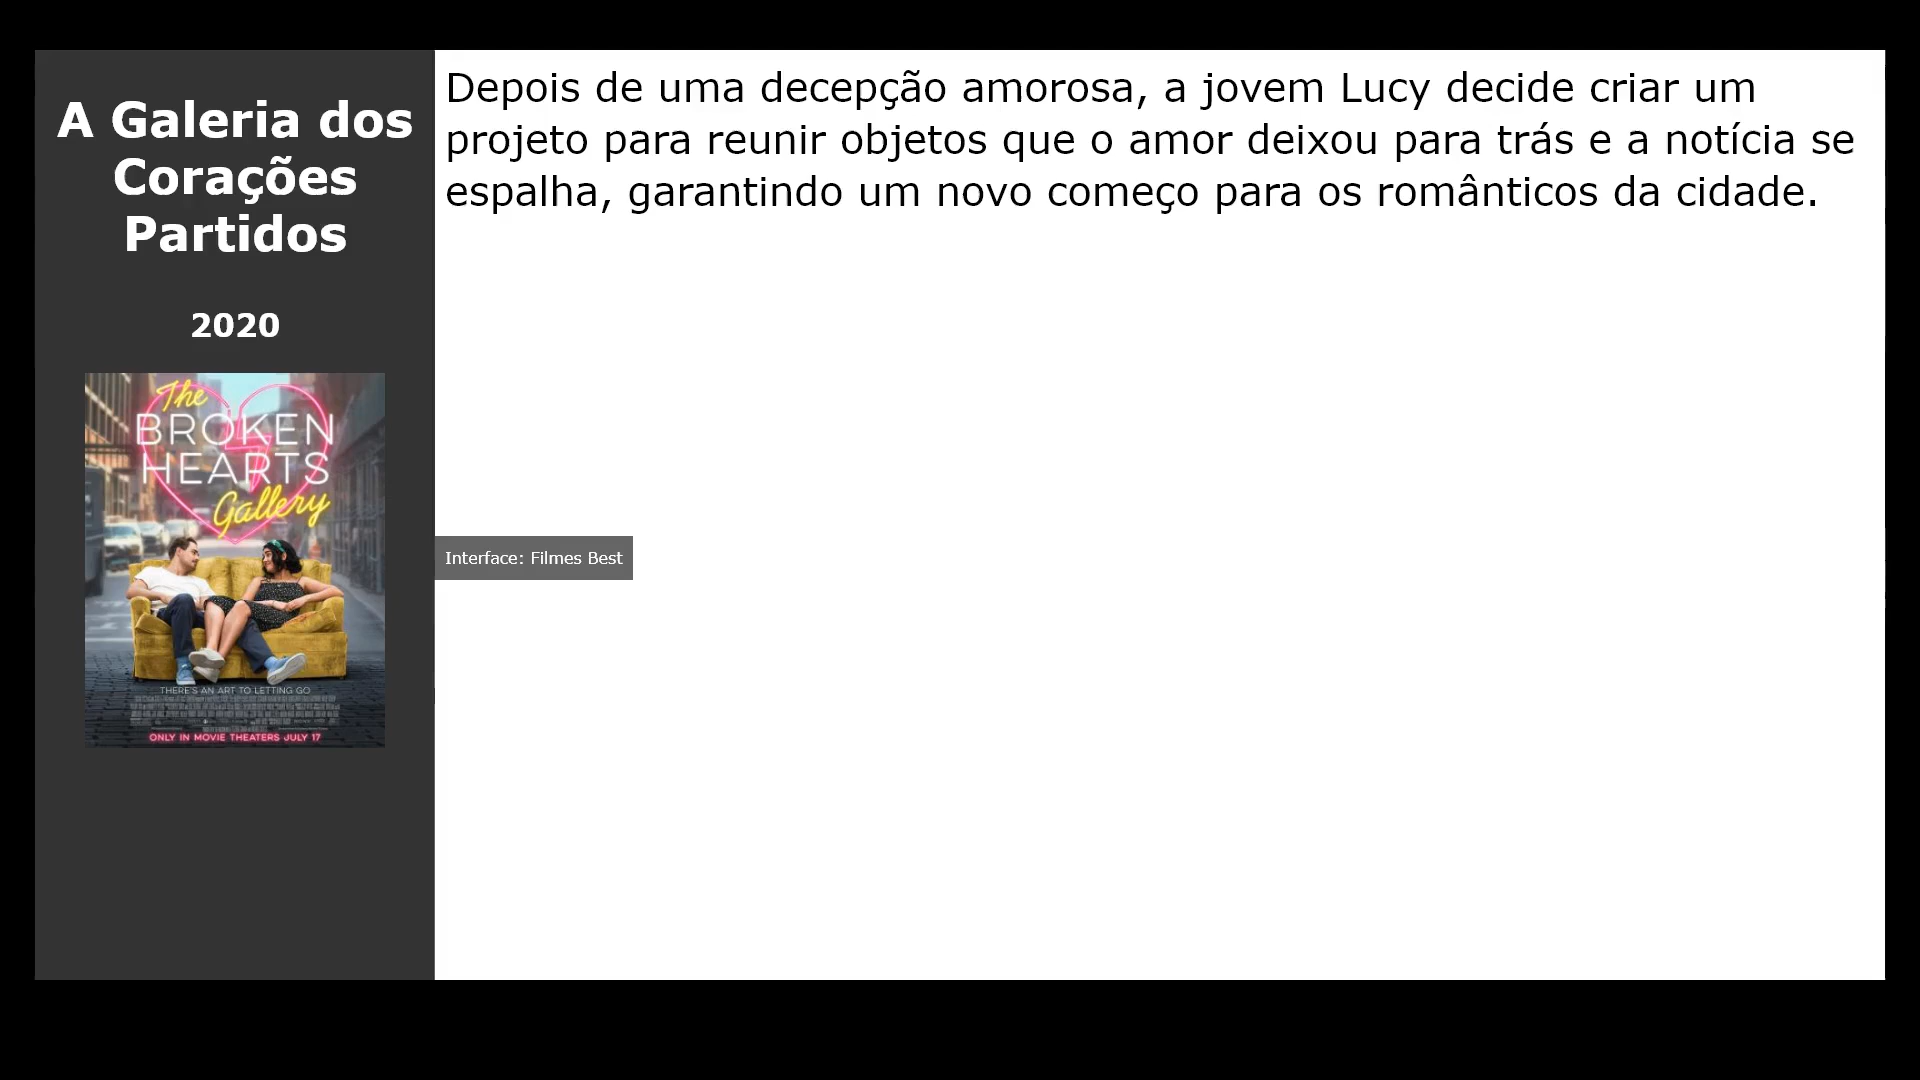 A Galeria dos
Corações
Partidos
2020
The
BROKEN
HEARTS
Gallery
THERE'S AN ART TO LETTING GO
ONLY IN MOVIE THEATERS JULY 17
Depois de uma decepção amorosa, a jovem Lucy decide criar um
projeto para reunir objetos que o amor deixou para trás e a notícia se
espalha, garantindo um novo começo para os românticos da cidade.
Interface: Filmes Best